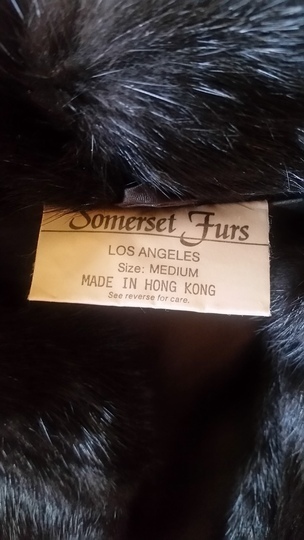 Somerset Furs
LOS ANGELES
Size: MEDIUM
MADE IN HONG KONG
See reverse for care.